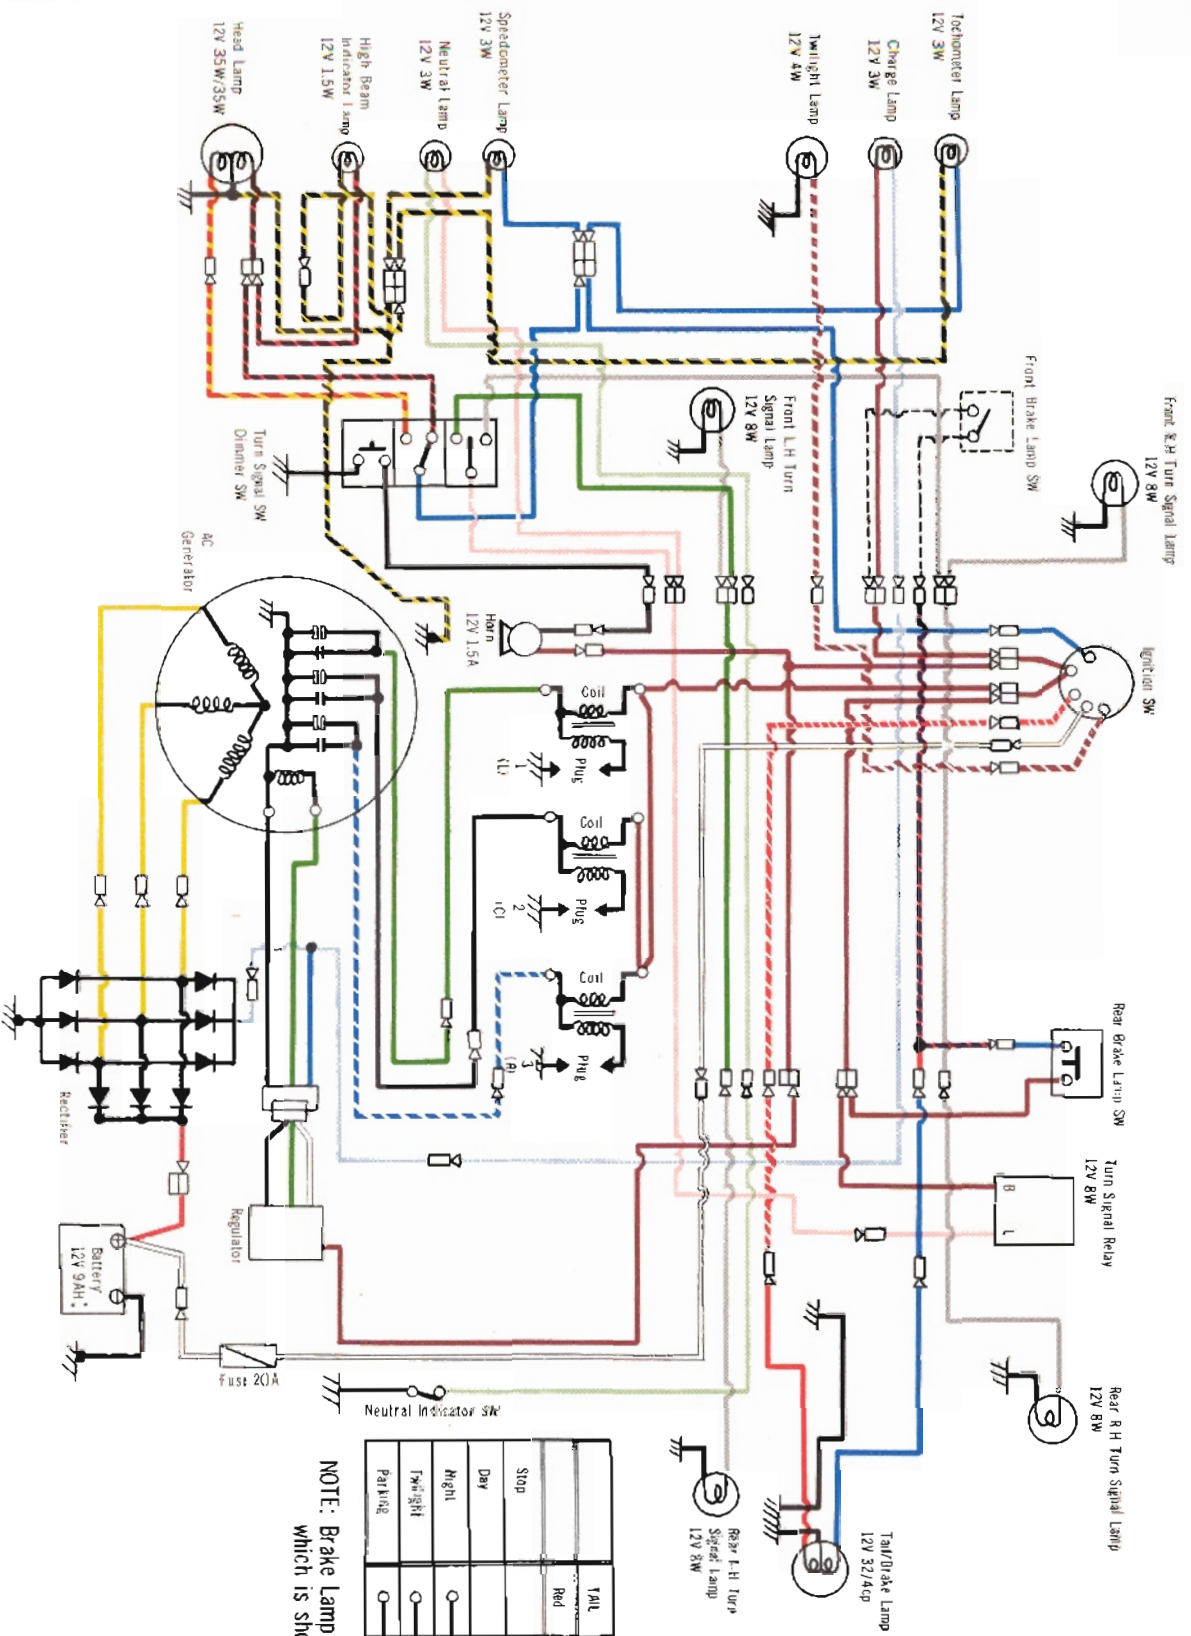 Head Lamp
12V 35W/35W
High Beam
Indicator Lamp
12V 1.5W
Neutral Lamp
12V 3W
Speedometer Lamp
12V 3W
Twilight Lamp
12V 4W
Charge Lamp
12V 3W
Tochometer Lamp
12V 3W
Front Brake Lamp SW
Front R H Turn Signal Lamp
12V 8W
Front L H Turn
Signal Lamp
12V 8W
Turn Signal SW
Dimmer SW
AC
Generator
Horn
12V 1.5A
Ignition SW
Coil
Plug
1
(L)
Coil
Plug
2
(C)
Coil
Plug
3
Rear Brake Lamp SW
Turn Signal Relay
12V 8W
B
L
Rectifier
Regulator
Battery
12V 9AH
Fuse 20A
Neutral Indicator SW
Rear R H Turn Signal Lamp
12V 8W
Rear L H Turn
Signal Lamp
12V 8W
Tail/Brake Lamp
12V 32/4cp
TAIL
Red
Stop
Day
Night
Twilight
Parking
NOTE: Brake Lamp
which is sho